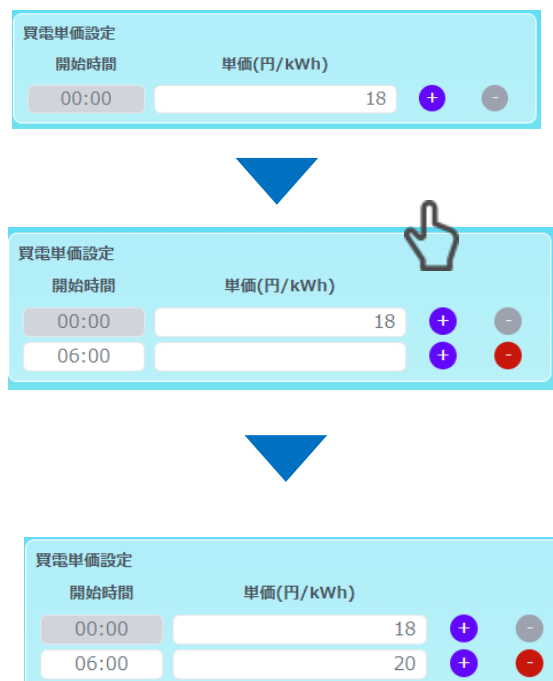 買電単価設定
開始時間 単価(円/kWh)
00:00 18 + -
買電単価設定
開始時間 単価(円/kWh)
00:00 18 + -
06:00 + -
買電単価設定
開始時間 単価(円/kWh)
00:00 18 + -
06:00 20 + -